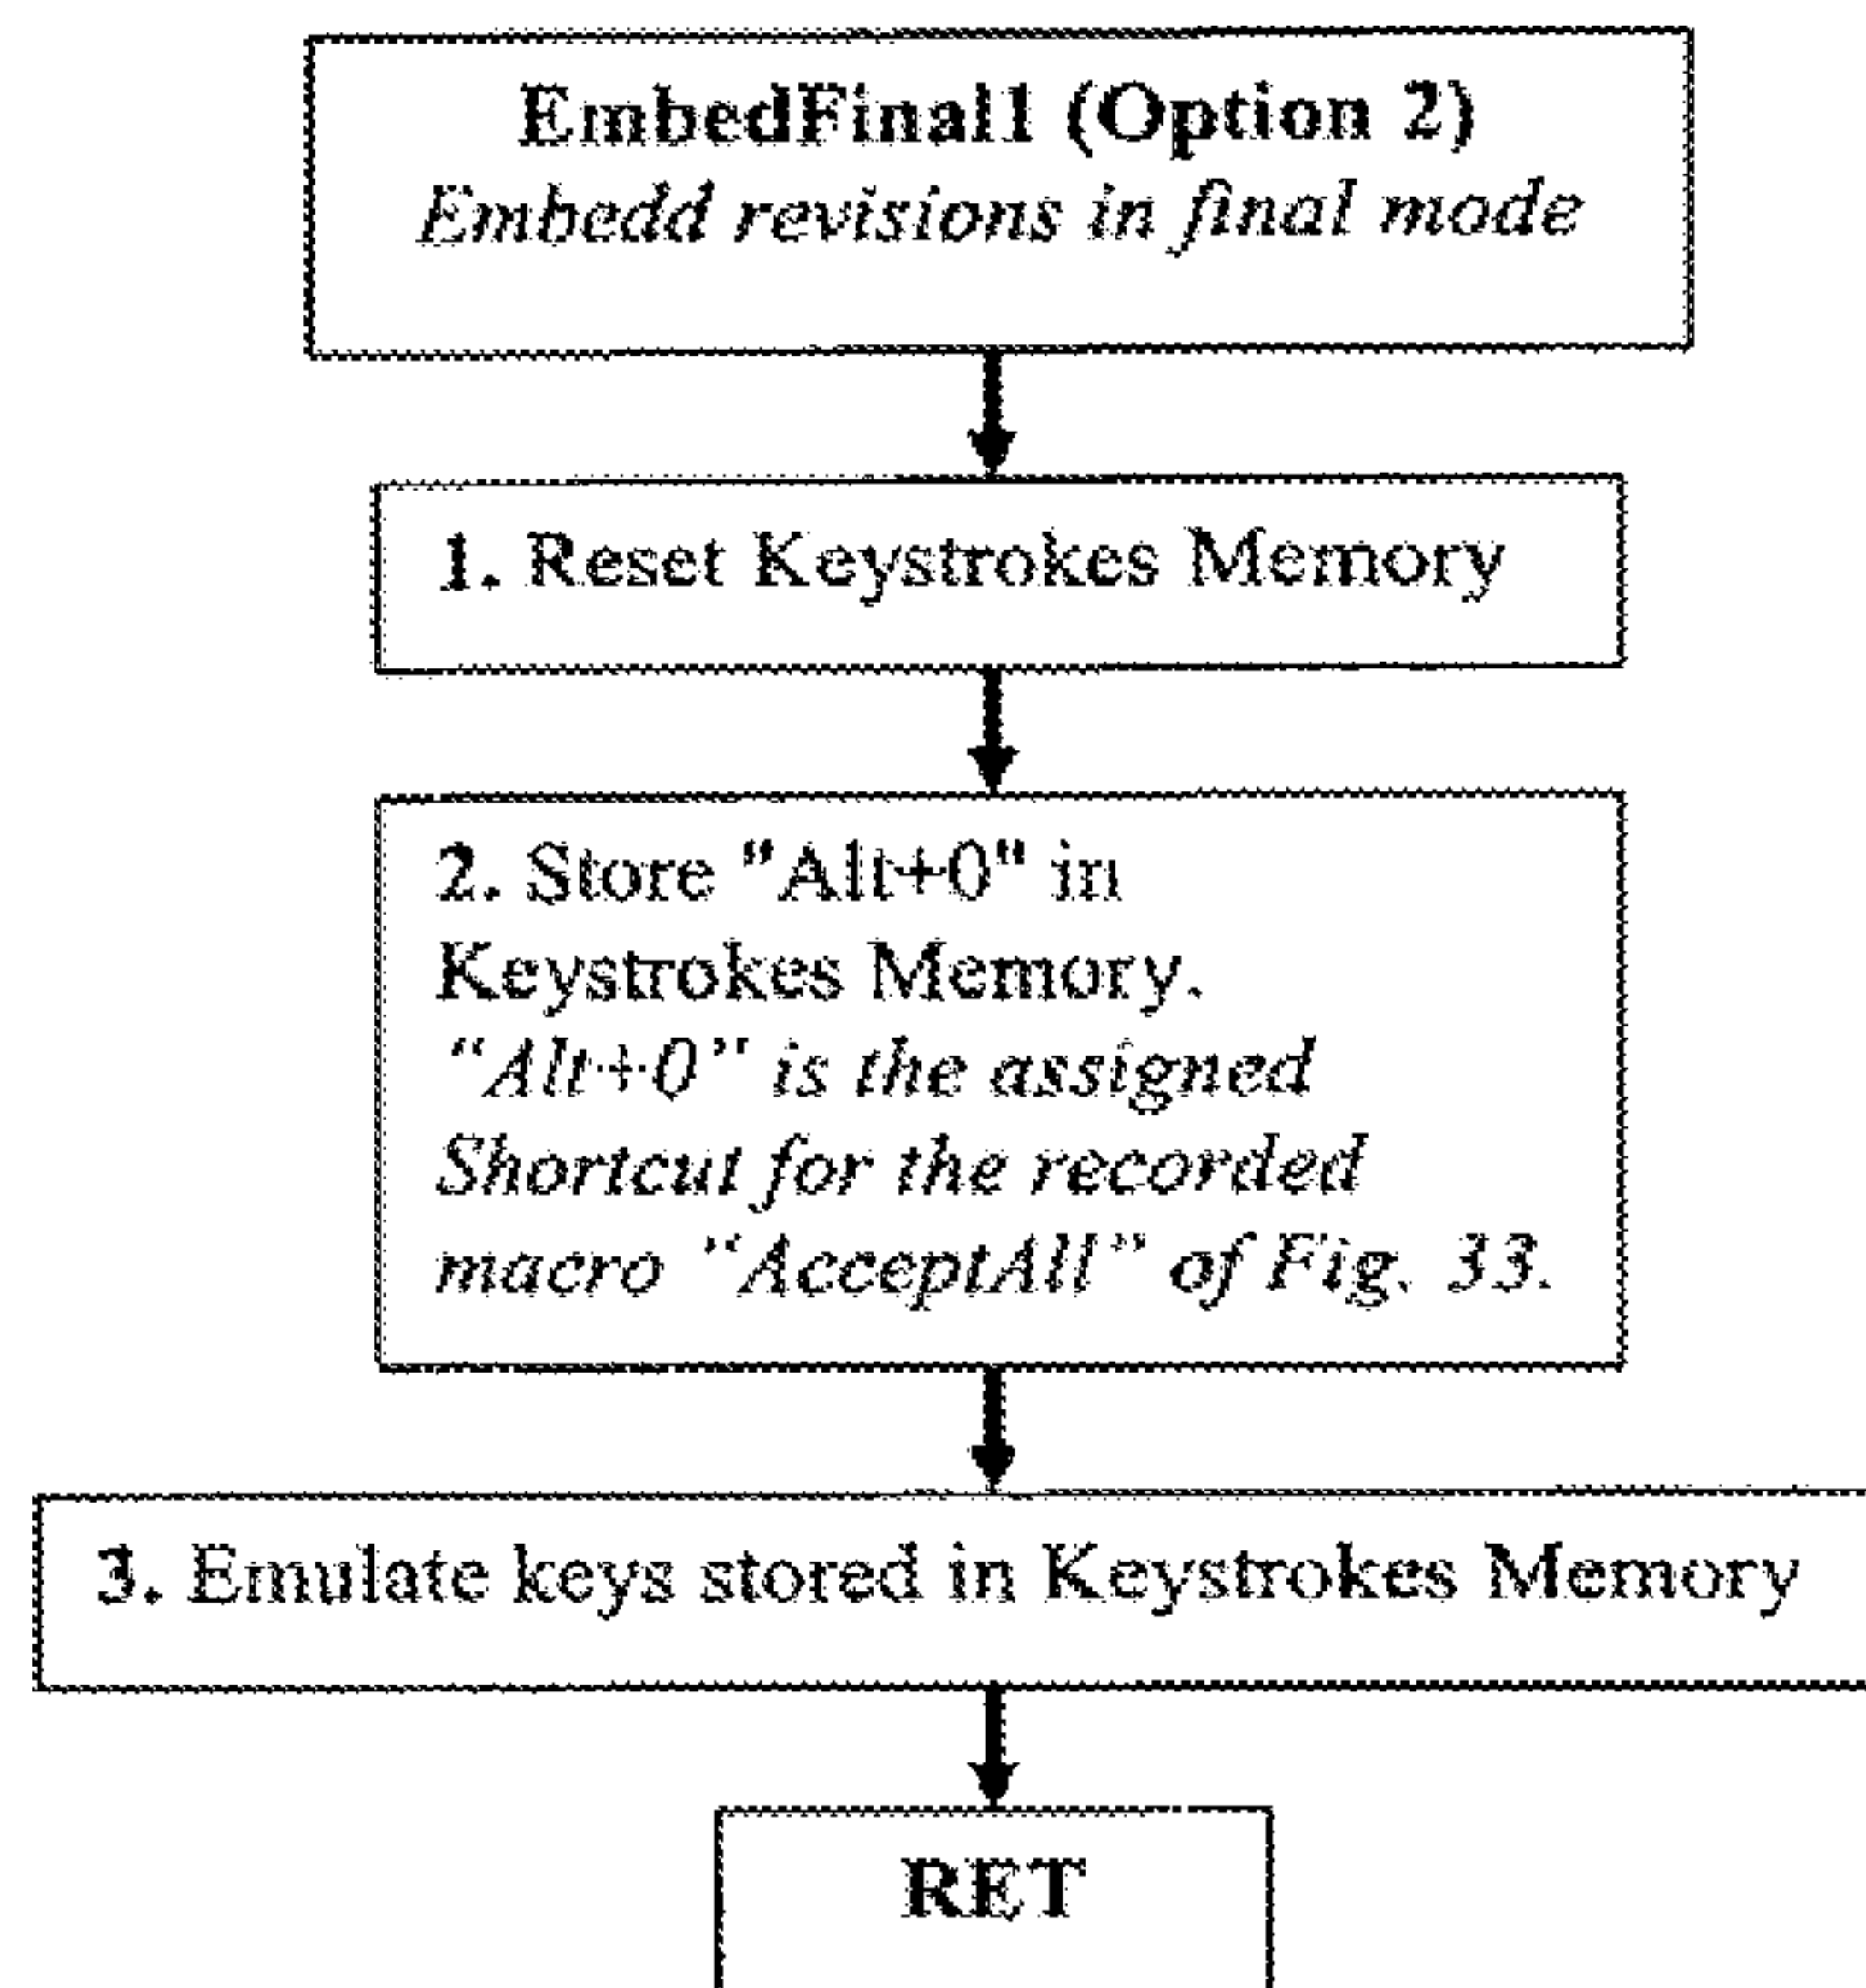 EmbedFinal1 (Option 2)
Embedd revisions in final mode
1. Reset Keystrokes Memory
2. Store "Alt+0" in
Keystrokes Memory.
“Alt+0” is the assigned
Shortcut for the recorded
macro “AcceptAll” of Fig. 33.
3. Emulate keys stored in Keystrokes Memory
RET